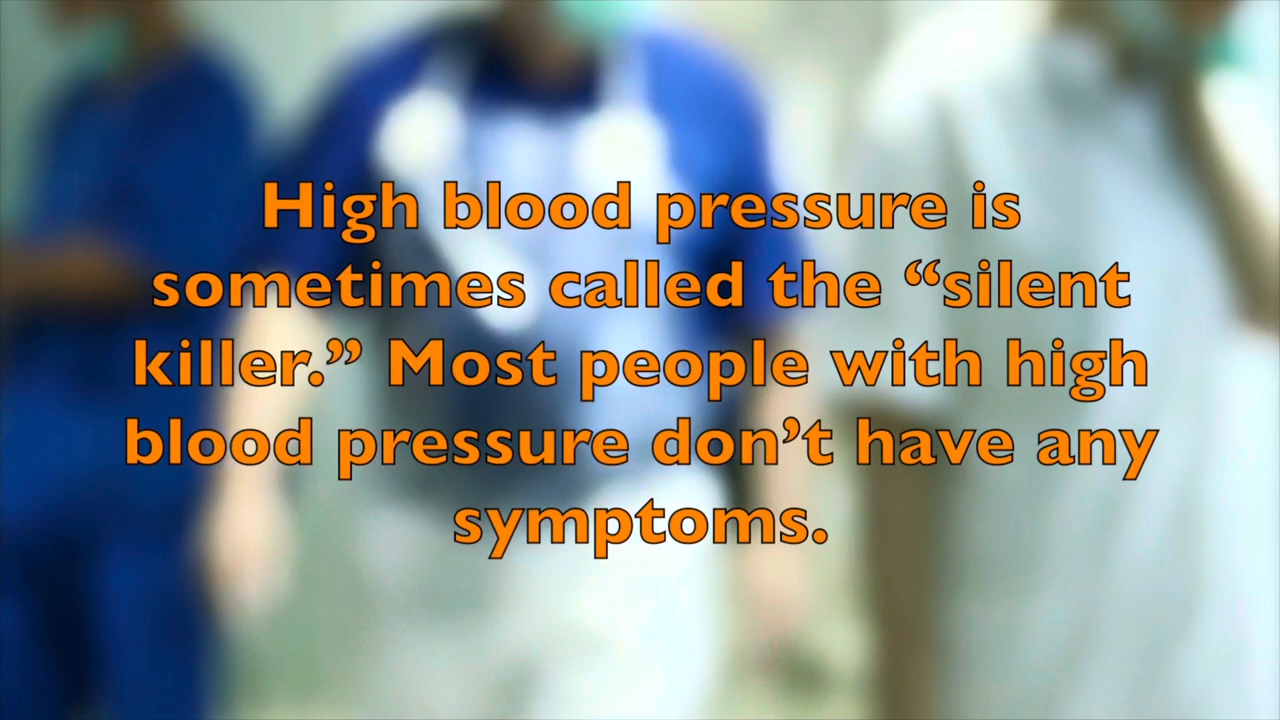 High blood pressure is
sometimes called the “silent
killer.” Most people with high
blood pressure don’t have any
symptoms.